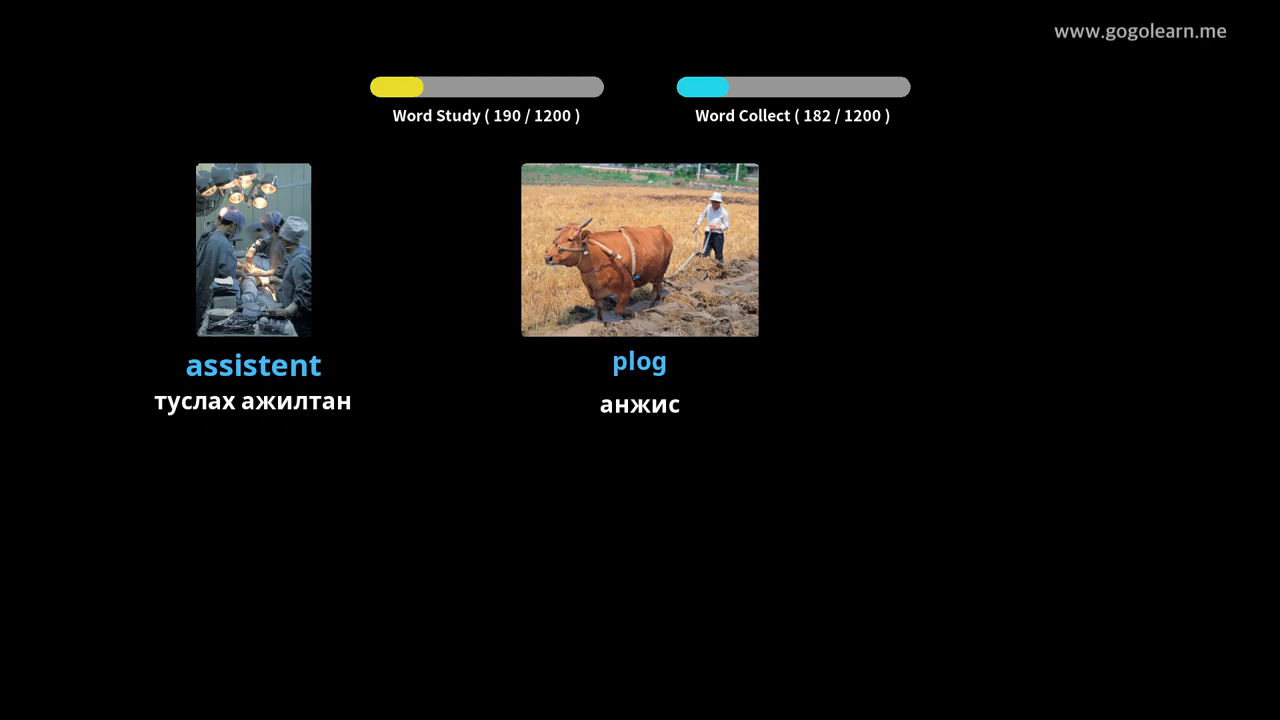 www.gogolearn.me
Word Study ( 190 / 1200 )
Word Collect ( 182 / 1200 )
assistent
туслах ажилтан
plog
анжис